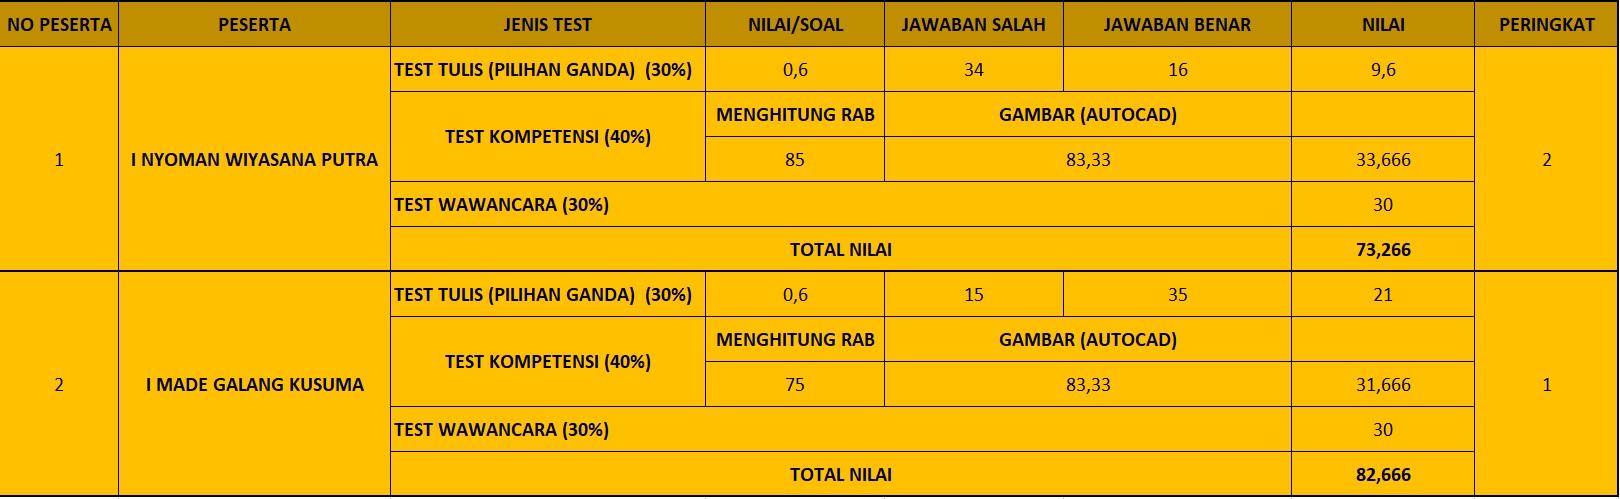 NO PESERTA PESERTA JENIS TEST NILAI/SOAL JAWABAN SALAH JAWABAN BENAR NILAI PERINGKAT
TEST TULIS (PILIHAN GANDA) (30%) 0,6 34 16 9,6
MENGHITUNG RAB GAMBAR (AUTOCAD)
TEST KOMPETENSI (40%)
1 I NYOMAN WIYASANA PUTRA 85 83,33 33,666 2
TEST WAWANCARA (30%) 30
TOTAL NILAI 73,266
TEST TULIS (PILIHAN GANDA) (30%) 0,6 15 35 21
MENGHITUNG RAB GAMBAR (AUTOCAD)
TEST KOMPETENSI (40%)
2 I MADE GALANG KUSUMA 75 83,33 31,666 1
TEST WAWANCARA (30%) 30
TOTAL NILAI 82,666